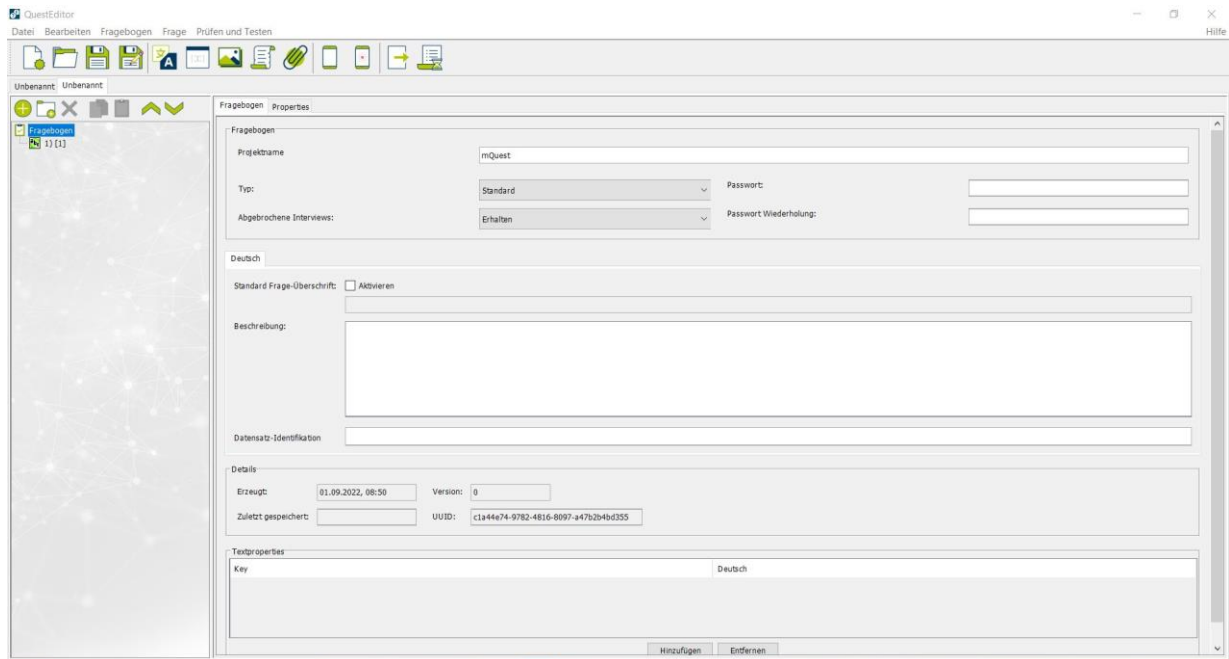 QuestEditor
Datei Bearbeiten Fragebogen Frage Prüfen und Testen Hilfe
Unbenannt Unbenannt
Fragebogen Properties
Fragebogen
1) [1]
Fragebogen
Projektname mQuest
Typ: Standard Passwort:
Abgebrochene Interviews: Erhalten Passwort Wiederholung:
Deutsch
Standard Frage-Überschrift: Aktivieren
Beschreibung:
Datensatz-Identifikation
Details
Erzeugt: 01.09.2022, 08:50 Version: 0
Zuletzt gespeichert: UUID: c1a44e74-9782-4816-8097-a47b2b4bd355
Textproperties
Key Deutsch
Hinzufügen Entfernen